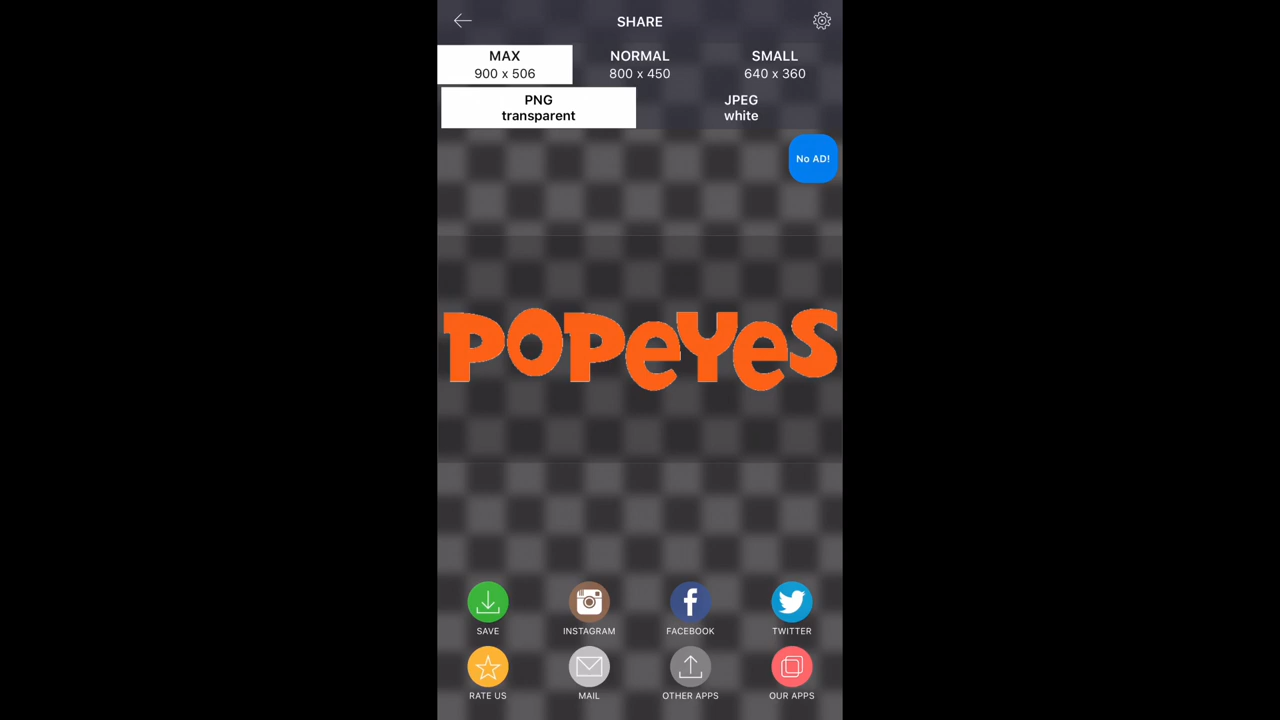 SHARE
MAX
900 x 506
NORMAL
800 x 450
SMALL
640 x 360
PNG
transparent
JPEG
white
No AD!
POPEYES
SAVE
INSTAGRAM
FACEBOOK
TWITTER
RATE US
MAIL
OTHER APPS
OUR APPS